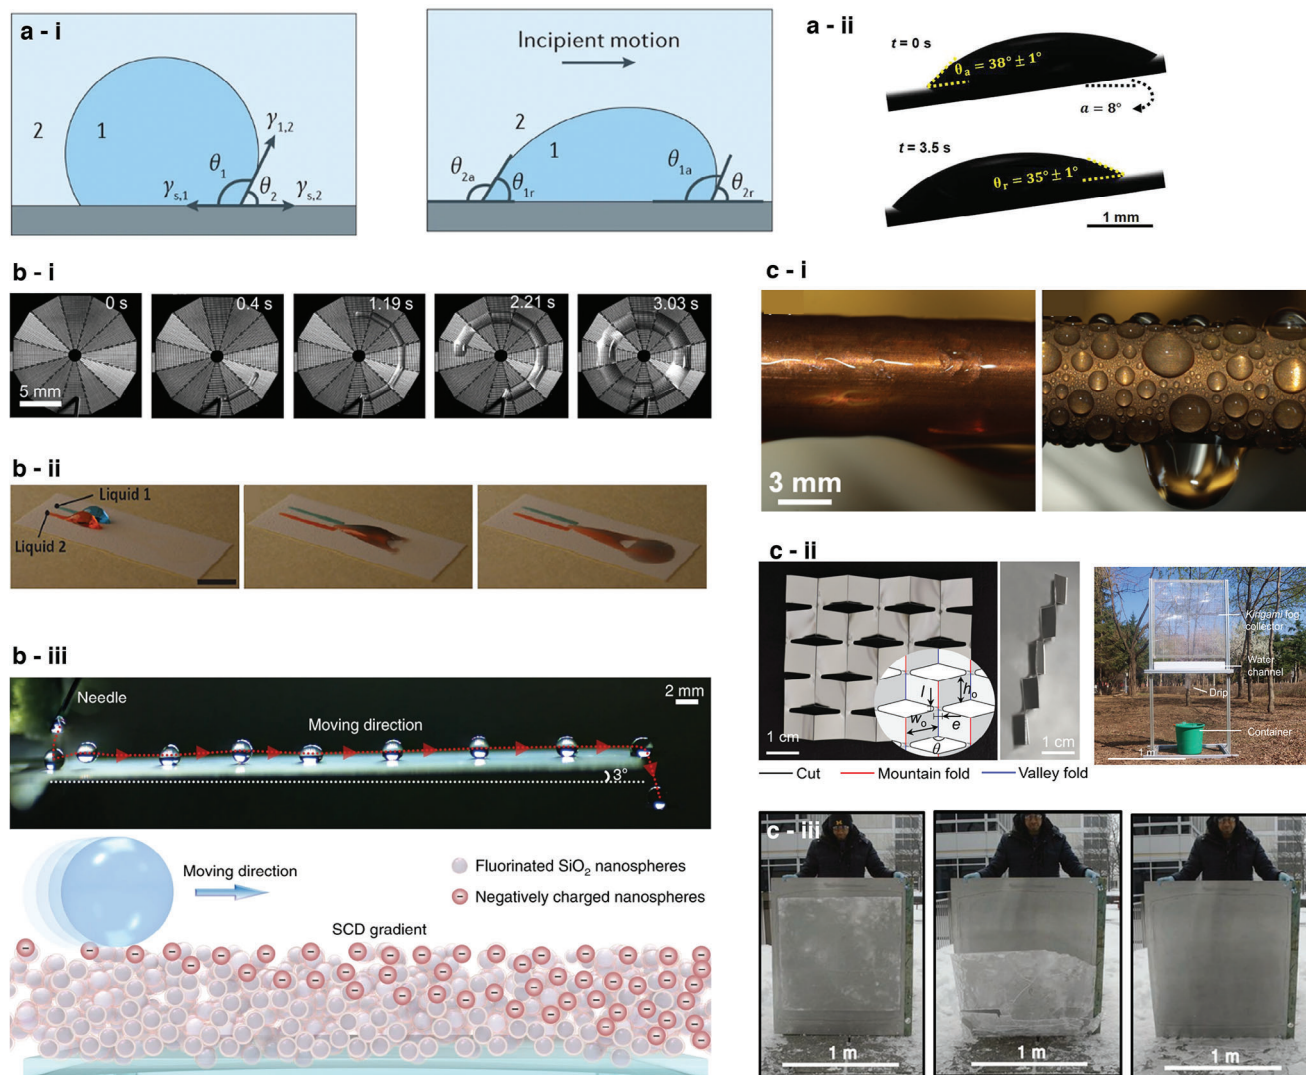 a - i
2
1
γ1,2
θ1
θ2
γs,1
γs,2
Incipient motion
2
1
θ2a
θ1r
θ1a
θ2r
a - ii
t = 0 s
θa = 38° ± 1°
a = 8°
t = 3.5 s
θr = 35° ± 1°
1 mm
b - i
0 s
0.4 s
1.19 s
2.21 s
3.03 s
5 mm
b - ii
Liquid 1
Liquid 2
b - iii
Needle
2 mm
Moving direction
3°
Moving direction
Fluorinated SiO2 nanospheres
Negatively charged nanospheres
SCD gradient
c - i
3 mm
c - ii
l
ho
wo
e
θ
1 cm
1 cm
Cut
Mountain fold
Valley fold
Kirigami fog
collector
Water
channel
Drip
Container
1 m
c - iii
1 m
1 m
1 m